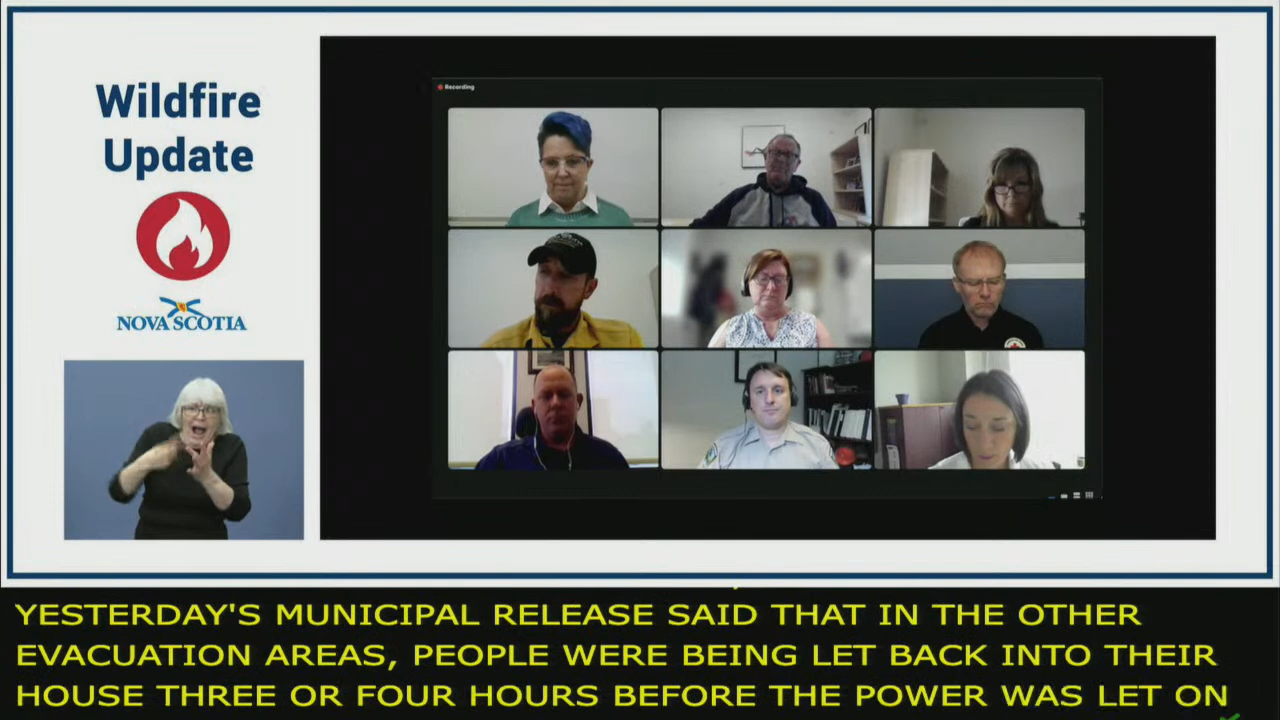 Wildfire
Update
NOVA SCOTIA
Recording
YESTERDAY'S MUNICIPAL RELEASE SAID THAT IN THE OTHER
EVACUATION AREAS, PEOPLE WERE BEING LET BACK INTO THEIR
HOUSE THREE OR FOUR HOURS BEFORE THE POWER WAS LET ON